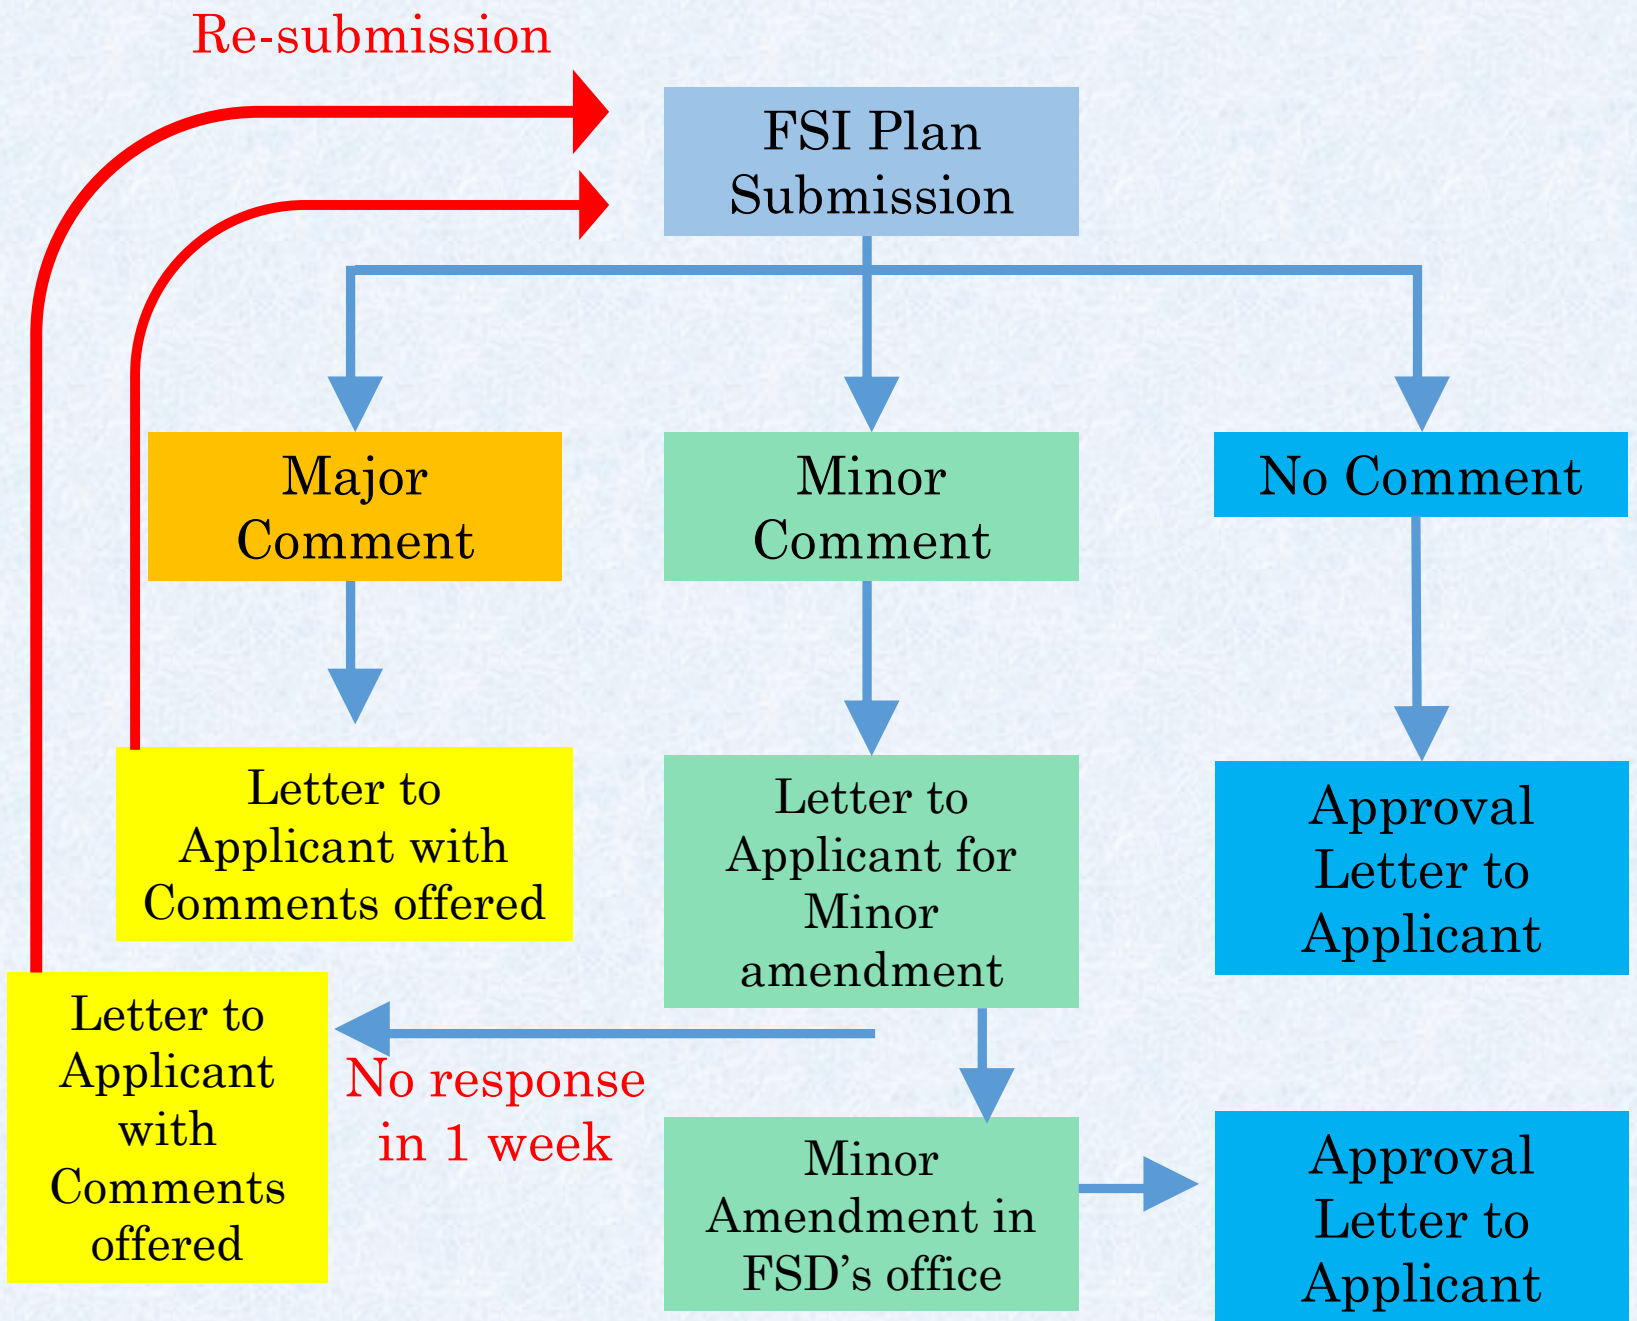 Re-submission
FSI Plan
Submission
Major
Comment
Minor
Comment
No Comment
Letter to
Applicant with
Comments offered
Letter to
Applicant for
Minor
amendment
Approval
Letter to
Applicant
Letter to
Applicant
with
Comments
offered
No response
in 1 week
Minor
Amendment in
FSD’s office
Approval
Letter to
Applicant